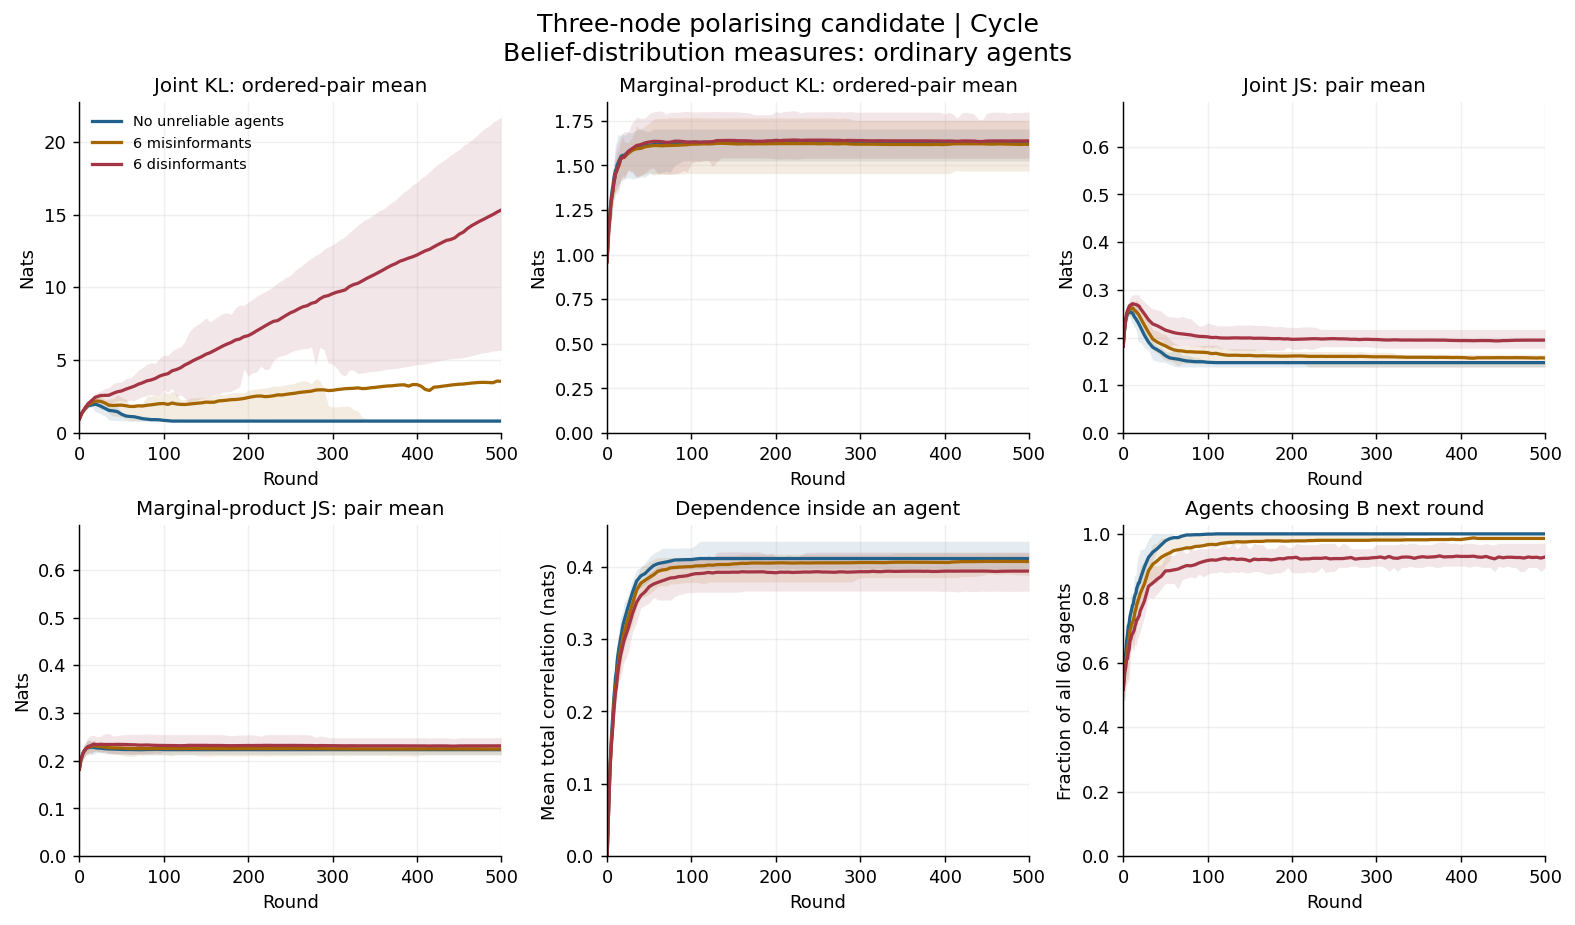 Three-node polarising candidate | Cycle
Belief-distribution measures: ordinary agents
Joint KL: ordered-pair mean
Nats
20
15
10
5
0
No unreliable agents
6 misinformants
6 disinformants
0 100 200 300 400 500
Round
Marginal-product KL: ordered-pair mean
Nats
1.75
1.50
1.25
1.00
0.75
0.50
0.25
0.00
0 100 200 300 400 500
Round
Joint JS: pair mean
Nats
0.6
0.5
0.4
0.3
0.2
0.1
0.0
0 100 200 300 400 500
Round
Marginal-product JS: pair mean
Nats
0.6
0.5
0.4
0.3
0.2
0.1
0.0
0 100 200 300 400 500
Round
Dependence inside an agent
Mean total correlation (nats)
0.4
0.3
0.2
0.1
0.0
0 100 200 300 400 500
Round
Agents choosing B next round
Fraction of all 60 agents
1.0
0.8
0.6
0.4
0.2
0.0
0 100 200 300 400 500
Round